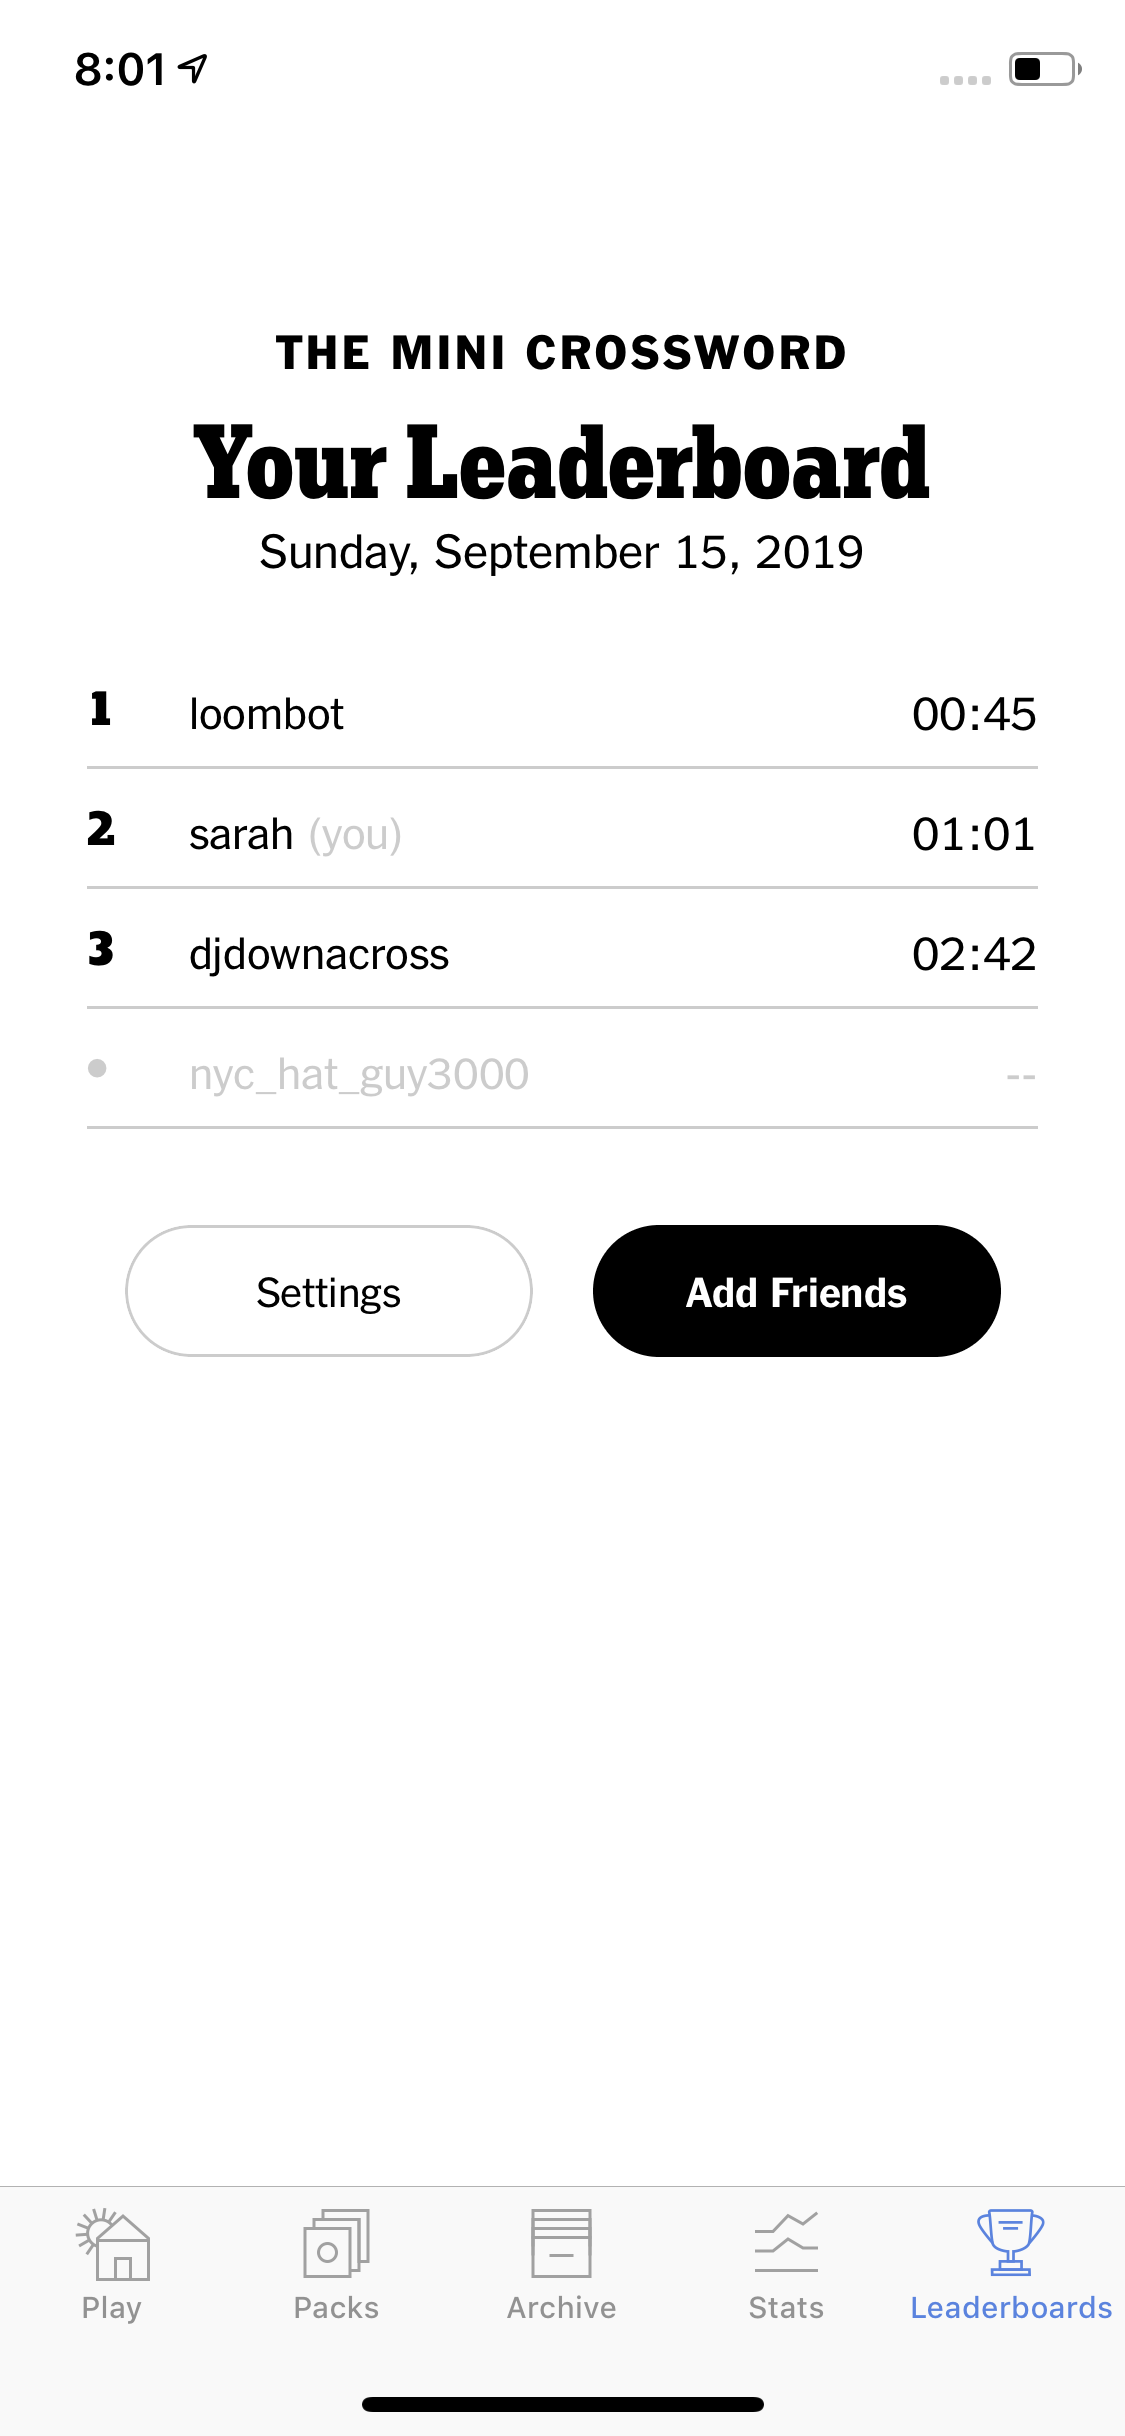 8:01
THE MINI CROSSWORD
Your Leaderboard
Sunday, September 15, 2019
1 loombot 00:45
2 sarah (you) 01:01
3 djdownacross 02:42
• nyc_hat_guy3000 --
Settings Add Friends
Play Packs Archive Stats Leaderboards